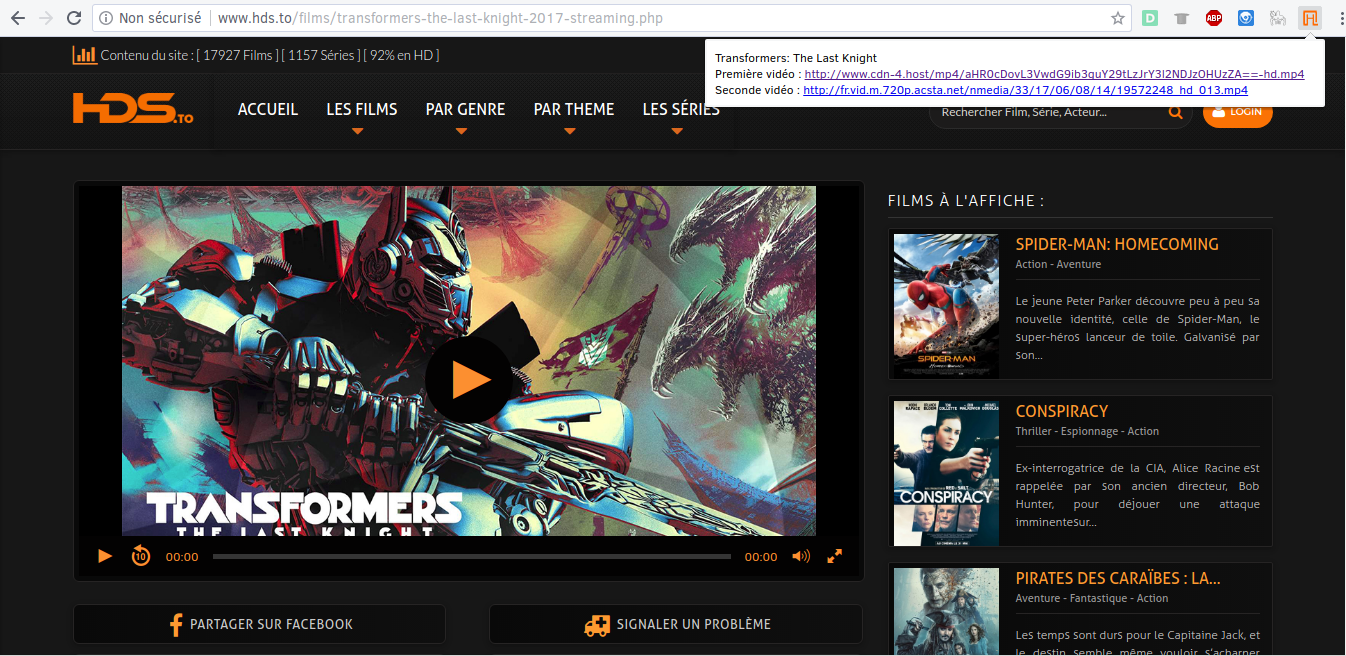 Non sécurisé | www.hds.to/films/transformers-the-last-knight-2017-streaming.php
ABP
Contenu du site : [ 17927 Films ] [ 1157 Séries ] [ 92% en HD ]
Transformers: The Last Knight
Première vidéo : http://www.cdn-4.host/mp4/aHR0cDovL3VwdG9ib3guY29tLzJrY3I2NDJzOHUzZA==-hd.mp4
Seconde vidéo : http://fr.vid.m.720p.acsta.net/nmedia/33/17/06/08/14/19572248_hd_013.mp4
HDS.TO
ACCUEIL
LES FILMS
PAR GENRE
PAR THEME
LES SÉRIES
Rechercher Film, Série, Acteur...
LOGIN
TRANSFORMERS
THE LAST KNIGHT
10
00:00
00:00
PARTAGER SUR FACEBOOK
SIGNALER UN PROBLÈME
FILMS À L'AFFICHE :
SPIDER-MAN
SPIDER-MAN: HOMECOMING
Action - Aventure
Le jeune Peter Parker découvre peu à peu sa
nouvelle identité, celle de Spider-Man, le
super-héros lanceur de toile. Galvanisé par
son...
CONSPIRACY
CONSPIRACY
Thriller - Espionnage - Action
Ex-interrogatrice de la CIA, Alice Racine est
rappelée par son ancien directeur, Bob
Hunter, pour déjouer une attaque
imminentesur...
PIRATES DES CARAÏBES : LA...
Aventure - Fantastique - Action
Les temps sont durs pour le Capitaine Jack, et
le destin semble même vouloir s'acharner